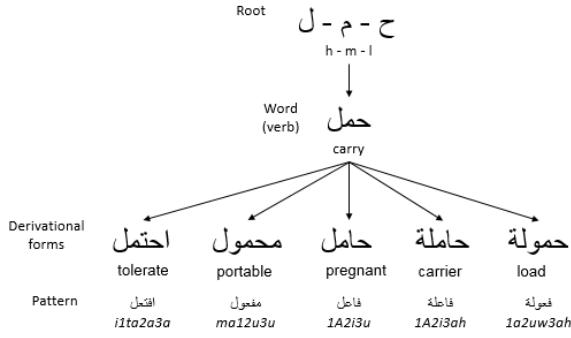 Root
ح - م - ل
h - m - l
Word
(verb)
حمل
carry
Derivational
forms
احتمل محمول حامل حاملة حمولة
tolerate portable pregnant carrier load
Pattern
افتعل مفعول فاعل فاعلة فعولة
i1ta2a3a ma12u3u 1A2i3u 1A2i3ah 1a2uw3ah